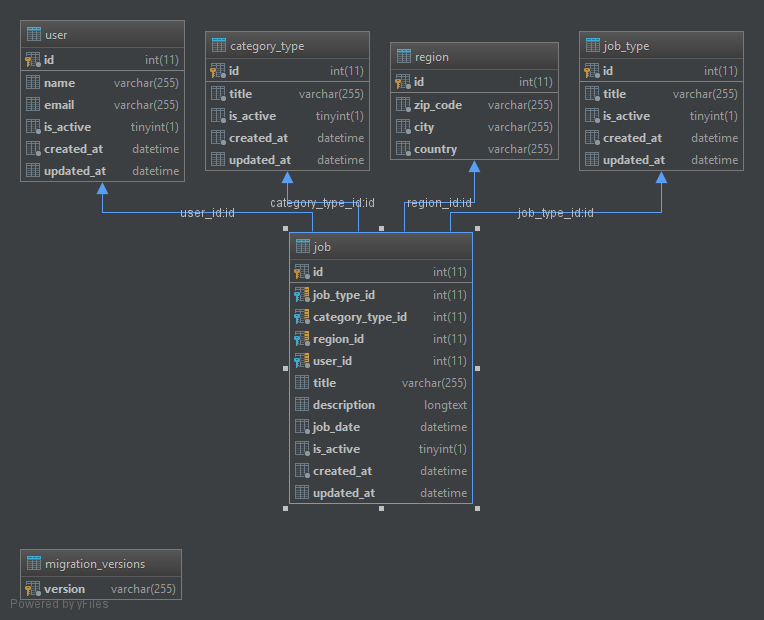 user
id int(11)
name varchar(255)
email varchar(255)
is_active tinyint(1)
created_at datetime
updated_at datetime
category_type
id int(11)
title varchar(255)
is_active tinyint(1)
created_at datetime
updated_at datetime
region
id int(11)
zip_code varchar(255)
city varchar(255)
country varchar(255)
job_type
id int(11)
title varchar(255)
is_active tinyint(1)
created_at datetime
updated_at datetime
user_id:id
category_type_id:id
region_id:id
job_type_id:id
job
id int(11)
job_type_id int(11)
category_type_id int(11)
region_id int(11)
user_id int(11)
title varchar(255)
description longtext
job_date datetime
is_active tinyint(1)
created_at datetime
updated_at datetime
migration_versions
version varchar(255)
Powered by yFiles